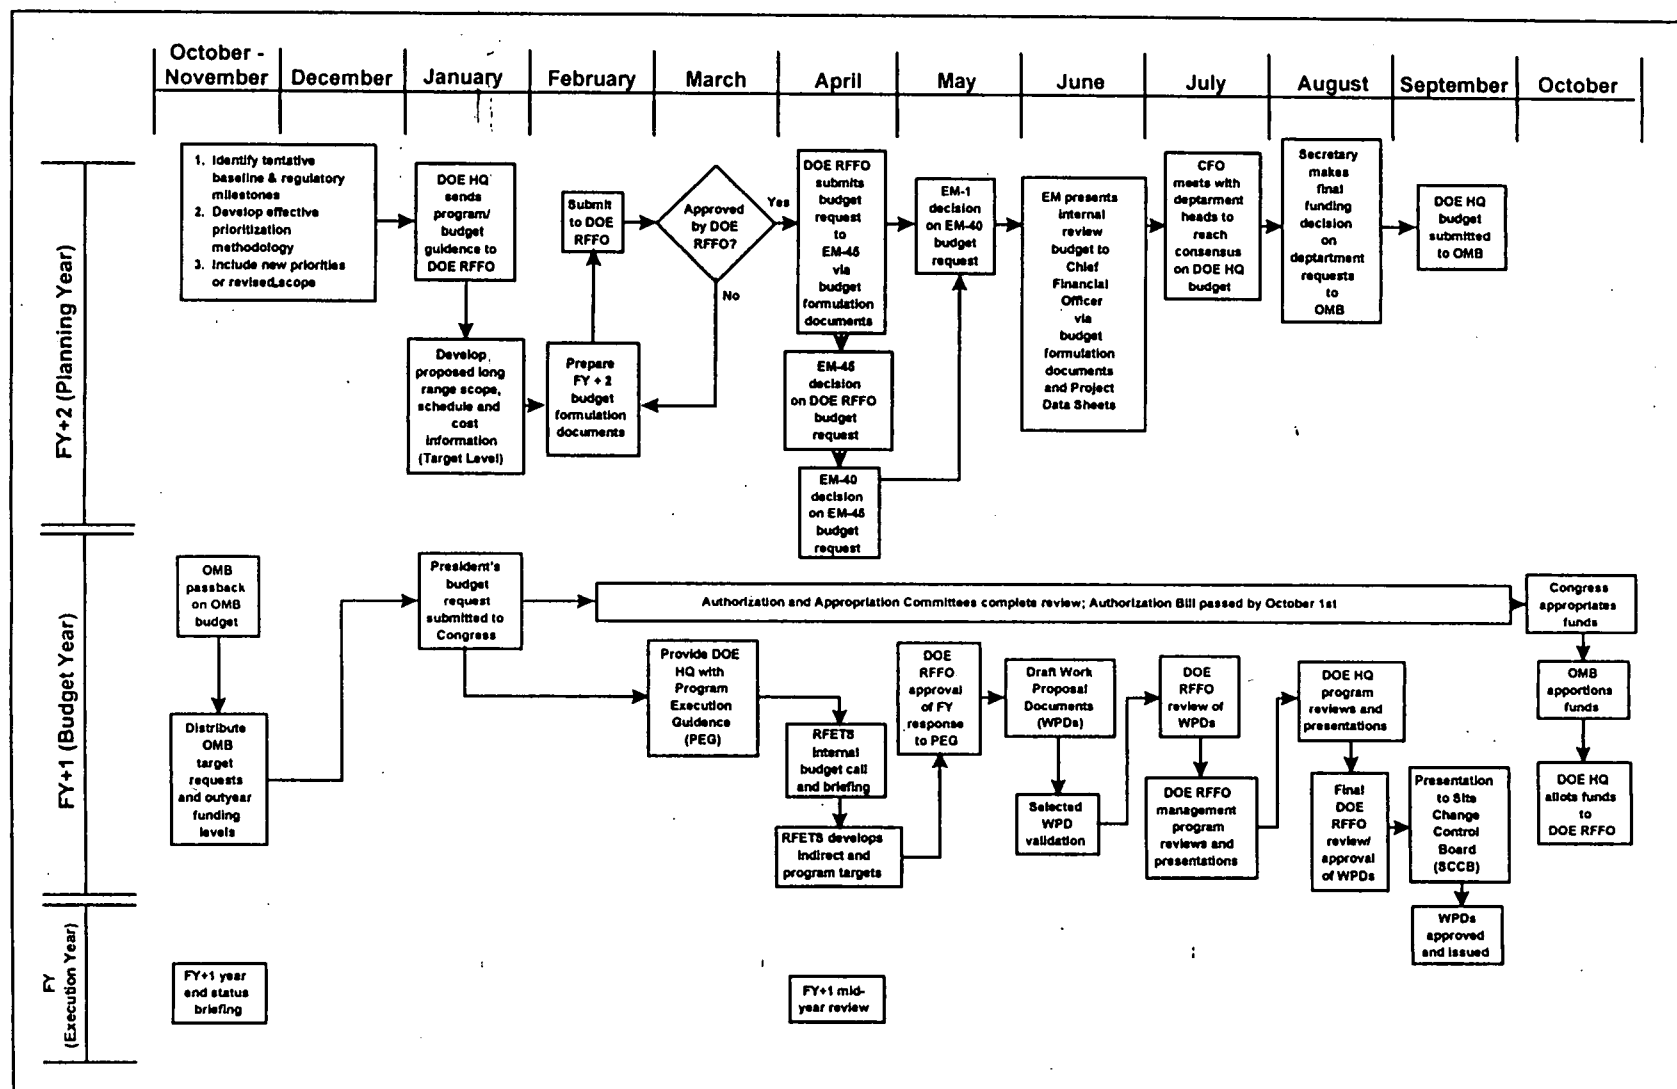 October -
November
December
January
February
March
April
May
June
July
August
September
October
FY+2 (Planning Year)
1. Identify tentative
baseline & regulatory
milestones
2. Develop effective
prioritization
methodology
3. Include new priorities
or revised scope
DOE HQ
sends
program/
budget
guidance to
DOE RFFO
Develop
proposed long
range scope,
schedule and
cost
information
(Target Level)
Submit
to DOE
RFFO
Prepare
FY + 2
budget
formulation
documents
Approved
by DOE
RFFO?
Yes
No
DOE RFFO
submits
budget
request
to
EM-45
via
budget
formulation
documents
EM-45
decision
on DOE RFFO
budget
request
EM-40
decision
on EM-45
budget
request
EM-1
decision
on EM-40
budget
request
EM presents
internal
review
budget to
Chief
Financial
Officer
via
budget
formulation
documents
and Project
Data Sheets
CFO
meets with
deptarment
heads to
reach
consensus
on DOE HQ
budget
Secretary
makes
final
funding
decision
on
deptartment
requests
to
OMB
DOE HQ
budget
submitted
to OMB
FY+1 (Budget Year)
OMB
passback
on OMB
budget
Distribute
OMB
target
requests
and outyear
funding
levels
President's
budget
request
submitted to
Congress
Authorization and Appropriation Committees complete review; Authorization Bill passed by October 1st
Congress
appropriates
funds
OMB
apportions
funds
DOE HQ
allots funds
to
DOE RFFO
Provide DOE
HQ with
Program
Execution
Guidance
(PEG)
RFETS
internal
budget call
and briefing
RFETS develops
indirect and
program targets
DOE
RFFO
approval
of FY
response
to PEG
Draft Work
Proposal
Documents
(WPDs)
Selected
WPD
validation
DOE
RFFO
review of
WPDs
DOE RFFO
management
program
reviews and
presentations
DOE HQ
program
reviews and
presentations
Final
DOE
RFFO
review/
approval
of WPDs
Presentation
to Site
Change
Control
Board
(SCCB)
WPDs
approved
and issued
FY
(Execution Year)
FY+1 year
end status
briefing
FY+1 mid-
year review